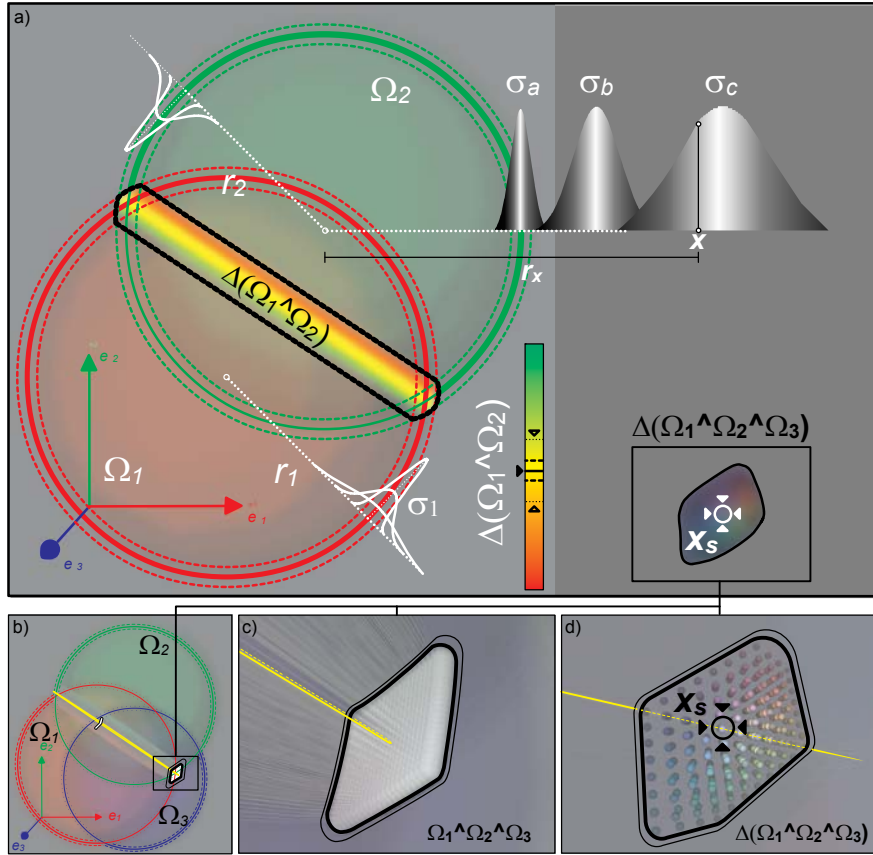 a)
Ω2
σa σb σc
r2
x
rx
Δ(Ω1^Ω2)
e2
Δ(Ω1^Ω2)
Δ(Ω1^Ω2^Ω3)
r1
Ω1
σ1
e1
xs
e3
b)
Ω2
Ω1
e2
e1
Ω3
e3
c)
Ω1^Ω2^Ω3
d)
xs
Δ(Ω1^Ω2^Ω3)